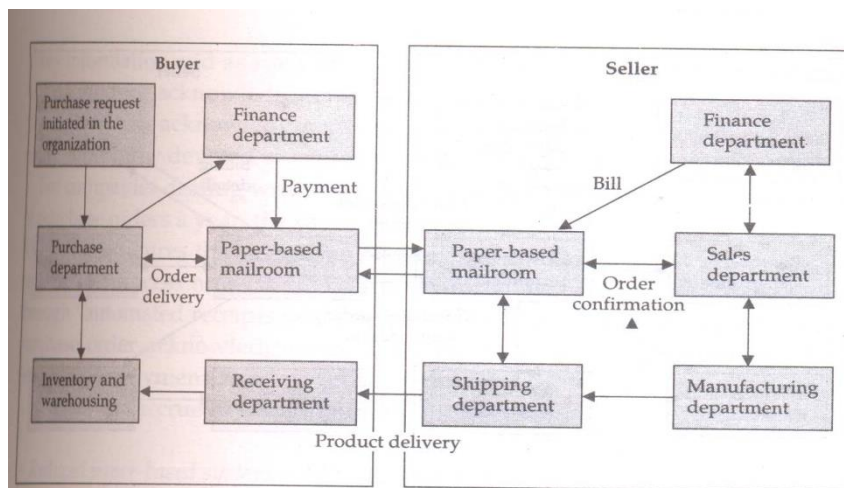 Buyer
Seller
Purchase request
initiated in the
organization
Finance
department
Finance
department
Payment
Bill
Purchase
department
Order
delivery
Paper-based
mailroom
Paper-based
mailroom
Order
confirmation
Sales
department
Inventory and
warehousing
Receiving
department
Shipping
department
Manufacturing
department
Product delivery